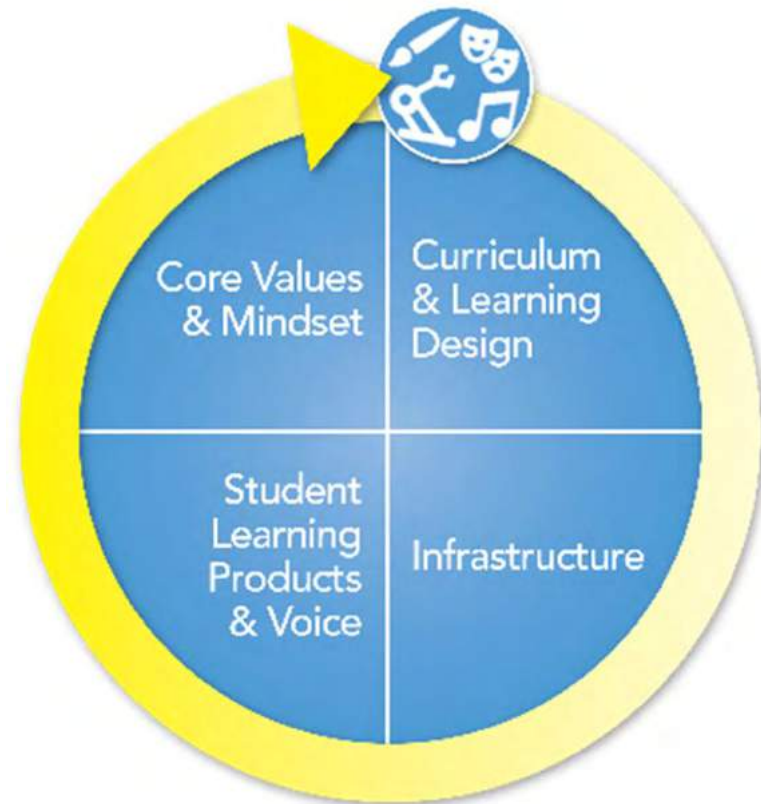 Core Values
& Mindset
Curriculum
& Learning
Design
Student
Learning
Products
& Voice
Infrastructure